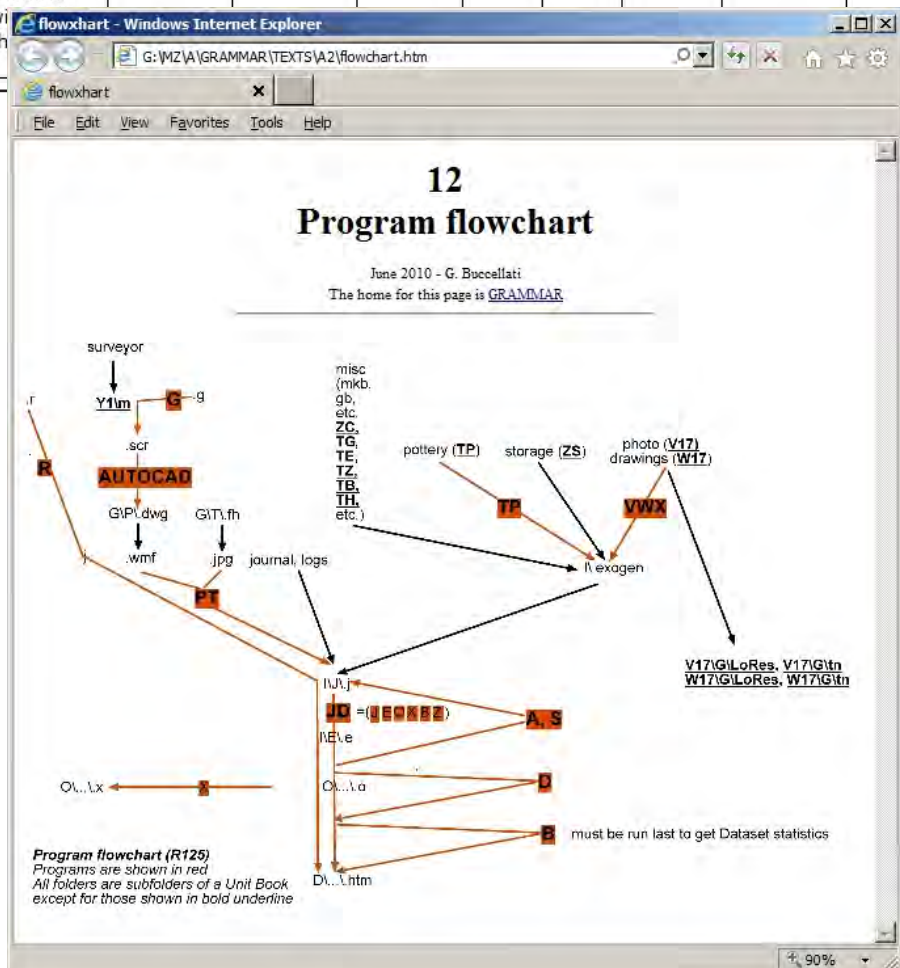 flowxhart - Windows Internet Explorer
G:\MZ\A\GRAMMAR\TEXTS\A2\flowchart.htm
flowxhart
File Edit View Favorites Tools Help
12
Program flowchart
June 2010 - G. Buccellati
The home for this page is GRAMMAR
surveyor
.r
Y1\m
G
.g
.scr
R
AUTOCAD
G\P\.dwg
G\T\.fh
.wmf
.jpg
journal, logs
PT
misc
(mkb.
gb,
etc.
ZC,
TG,
TE,
TZ,
TB,
TH,
etc.)
pottery (TP)
storage (ZS)
photo (V17)
drawings (W17)
TP
VWX
I\ exagen
V17\G\LoRes, V17\G\tn
W17\G\LoRes, W17\G\tn
I\J\.j
JD =(J E O X B Z)
A, S
I\E\.e
O\...\.x
X
O\...\.a
D
B must be run last to get Dataset statistics
D\...\.htm
Program flowchart (R125)
Programs are shown in red
All folders are subfolders of a Unit Book
except for those shown in bold underline
90%